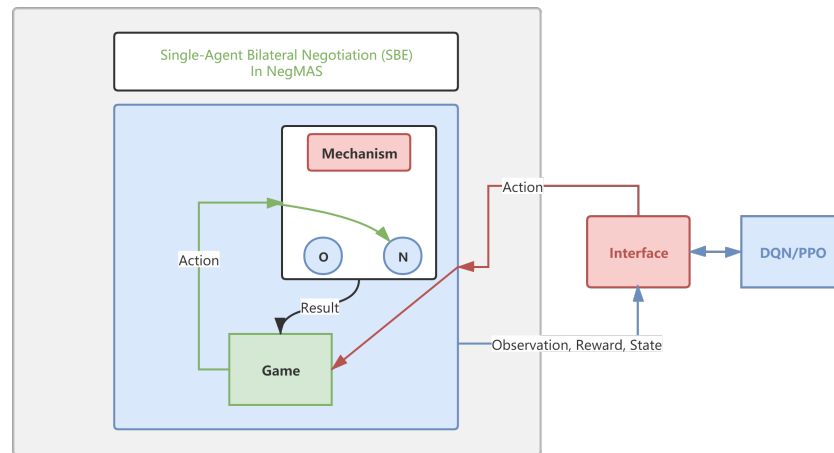 Single-Agent Bilateral Negotiation (SBE)
In NegMAS
Mechanism
Action
Action
O
N
Interface
DQN/PPO
Result
Observation, Reward, State
Game